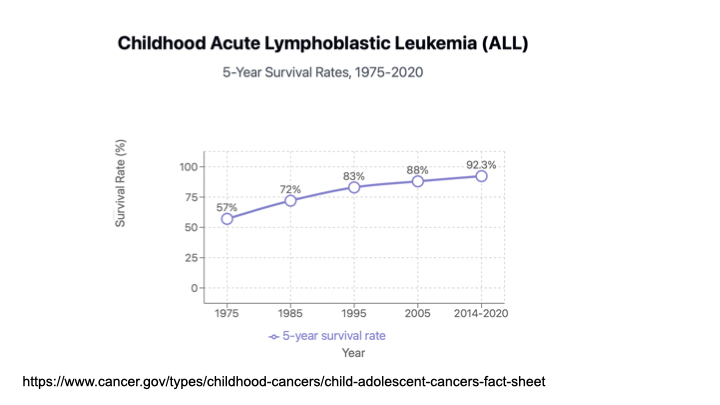 Childhood Acute Lymphoblastic Leukemia (ALL)
5-Year Survival Rates, 1975-2020
Survival Rate (%)
100
75
50
25
0
57%
72%
83%
88%
92.3%
1975
1985
1995
2005
2014-2020
5-year survival rate
Year
https://www.cancer.gov/types/childhood-cancers/child-adolescent-cancers-fact-sheet